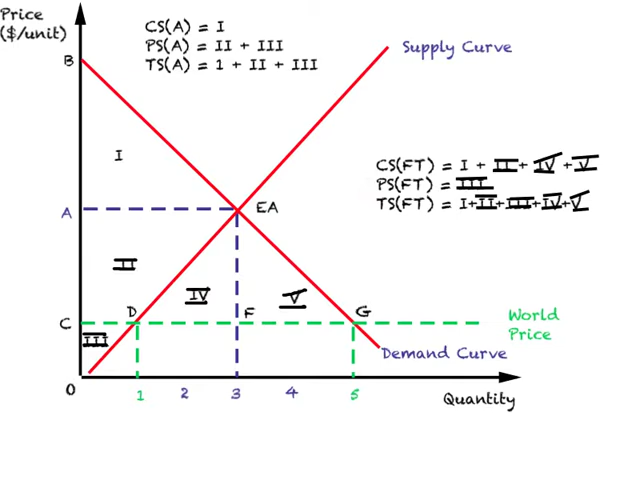 Price
($/unit)
CS(A) = I
PS(A) = II + III
TS(A) = 1 + II + III
Supply Curve
B
I
CS(FT) = I + II + IV + V
PS(FT) = III
TS(FT) = I+II+III+IV+V
A
EA
II
IV
V
C
D
F
G
World
Price
III
Demand Curve
0
1
2
3
4
5
Quantity